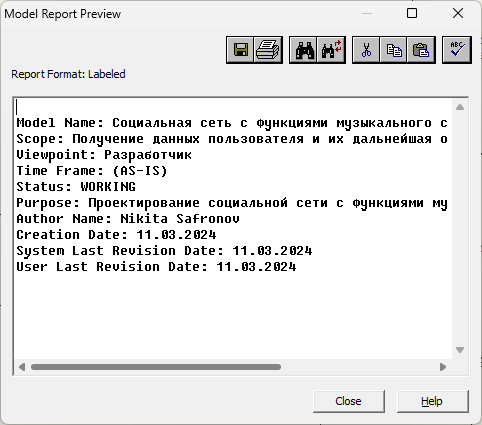 Model Report Preview
ABC
Report Format: Labeled
Model Name: Социальная сеть с функциями музыкального с
Scope: Получение данных пользователя и их дальнейшая о
Viewpoint: Разработчик
Time Frame: (AS-IS)
Status: WORKING
Purpose: Проектирование социальной сети с функциями му
Author Name: Nikita Safronov
Creation Date: 11.03.2024
System Last Revision Date: 11.03.2024
User Last Revision Date: 11.03.2024
Close
Help